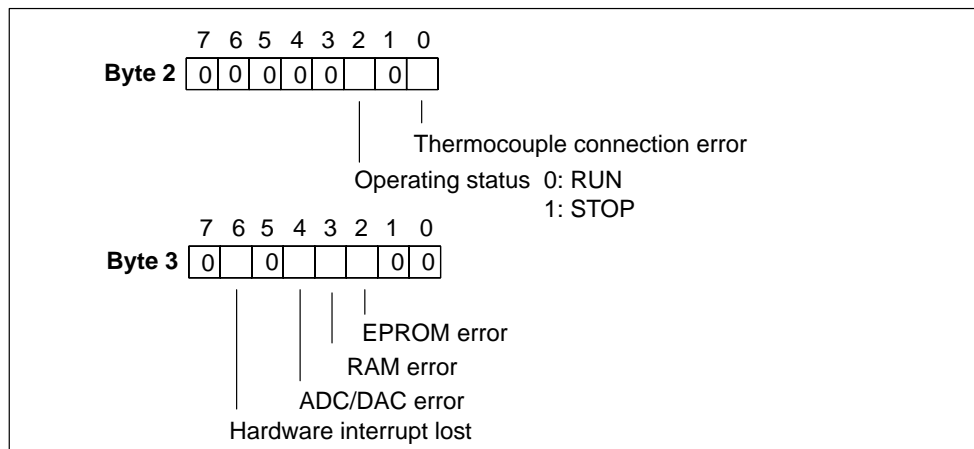 7 6 5 4 3 2 1 0
Byte 2 0 0 0 0 0 0
Thermocouple connection error
Operating status 0: RUN
1: STOP
7 6 5 4 3 2 1 0
Byte 3 0 0 0 0
EPROM error
RAM error
ADC/DAC error
Hardware interrupt lost